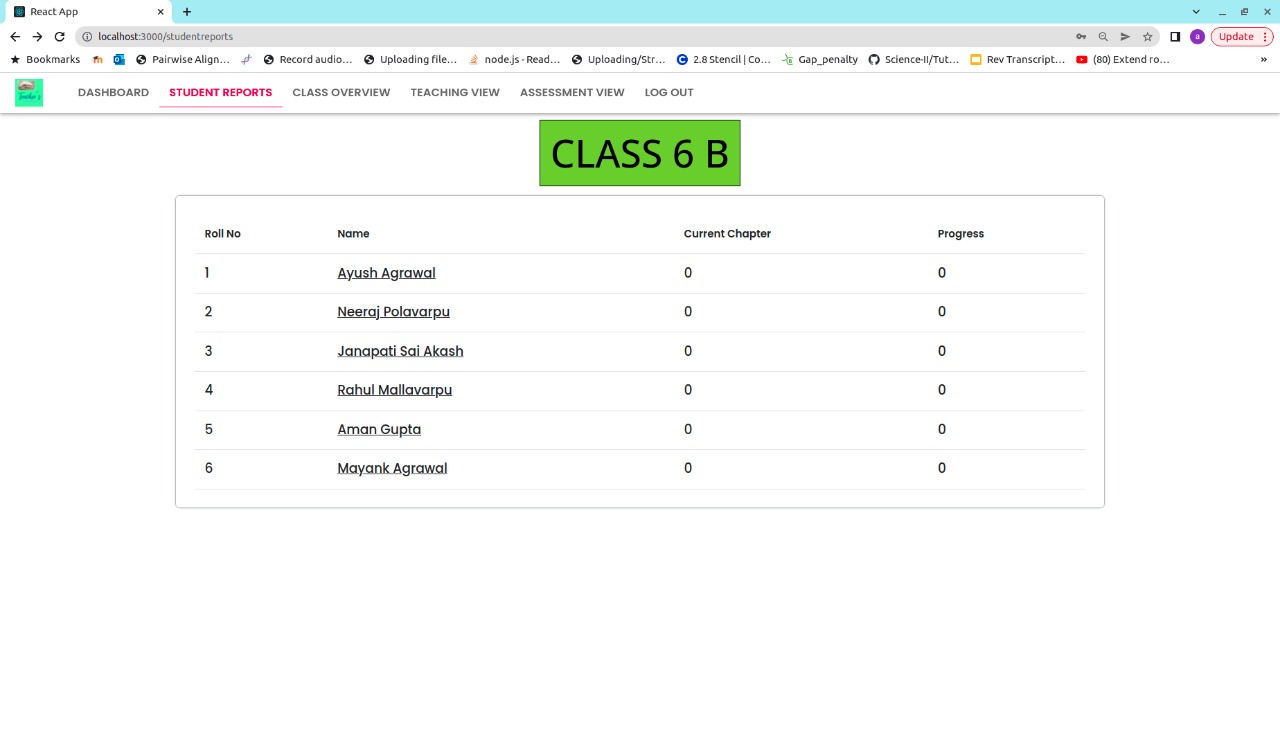 React App
localhost:3000/studentreports
a
Update
Bookmarks Pairwise Align... Record audio... Uploading file... node.js - Read... Uploading/Str... 2.8 Stencil | Co... Gap_penalty Science-II/Tut... Rev Transcript... (80) Extend ro... »
DASHBOARD STUDENT REPORTS CLASS OVERVIEW TEACHING VIEW ASSESSMENT VIEW LOG OUT
CLASS 6 B
Roll No Name Current Chapter Progress
1 Ayush Agrawal 0 0
2 Neeraj Polavarpu 0 0
3 Janapati Sai Akash 0 0
4 Rahul Mallavarpu 0 0
5 Aman Gupta 0 0
6 Mayank Agrawal 0 0